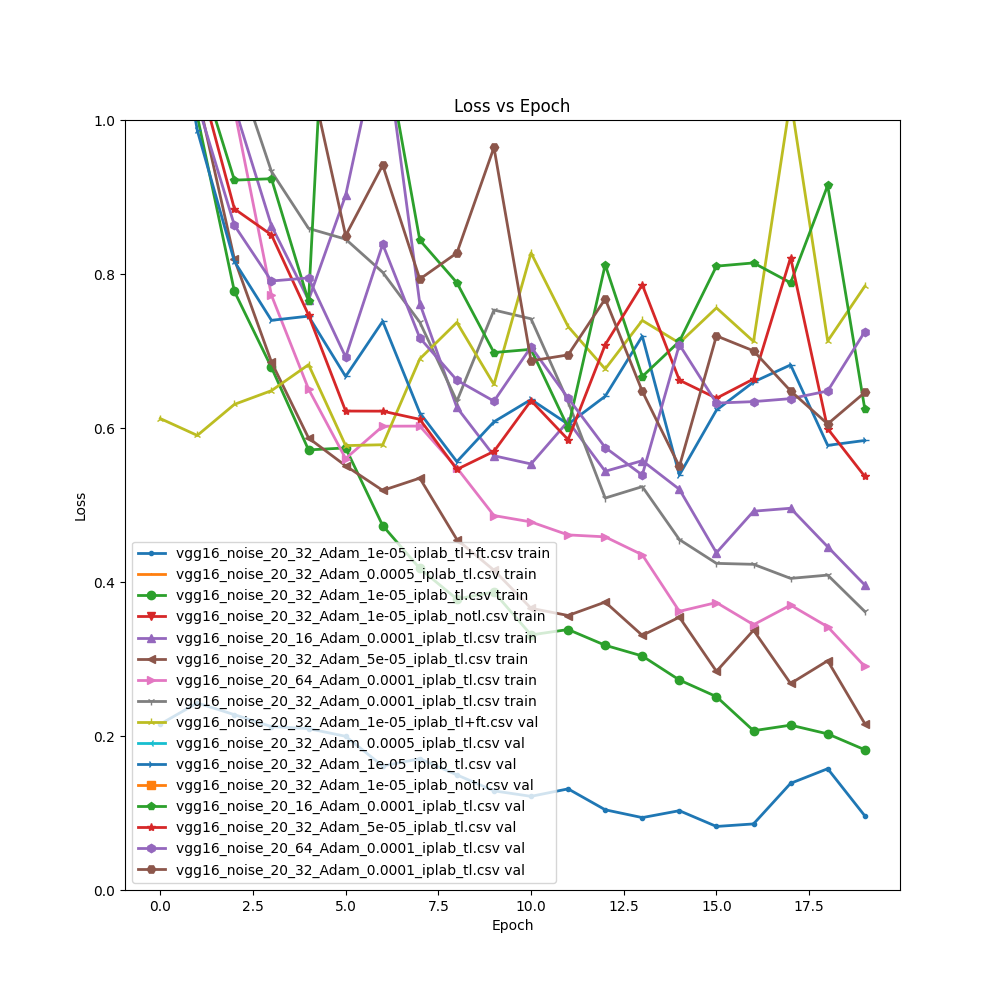 Loss vs Epoch
1.0
0.8
0.6
0.4
0.2
0.0
Loss
vgg16_noise_20_32_Adam_1e-05_iplab_tl+ft.csv train
vgg16_noise_20_32_Adam_0.0005_iplab_tl.csv train
vgg16_noise_20_32_Adam_1e-05_iplab_tl.csv train
vgg16_noise_20_32_Adam_1e-05_iplab_notl.csv train
vgg16_noise_20_16_Adam_0.0001_iplab_tl.csv train
vgg16_noise_20_32_Adam_5e-05_iplab_tl.csv train
vgg16_noise_20_64_Adam_0.0001_iplab_tl.csv train
vgg16_noise_20_32_Adam_0.0001_iplab_tl.csv train
vgg16_noise_20_32_Adam_1e-05_iplab_tl+ft.csv val
vgg16_noise_20_32_Adam_0.0005_iplab_tl.csv val
vgg16_noise_20_32_Adam_1e-05_iplab_tl.csv val
vgg16_noise_20_32_Adam_1e-05_iplab_notl.csv val
vgg16_noise_20_16_Adam_0.0001_iplab_tl.csv val
vgg16_noise_20_32_Adam_5e-05_iplab_tl.csv val
vgg16_noise_20_64_Adam_0.0001_iplab_tl.csv val
vgg16_noise_20_32_Adam_0.0001_iplab_tl.csv val
0.0 2.5 5.0 7.5 10.0 12.5 15.0 17.5
Epoch